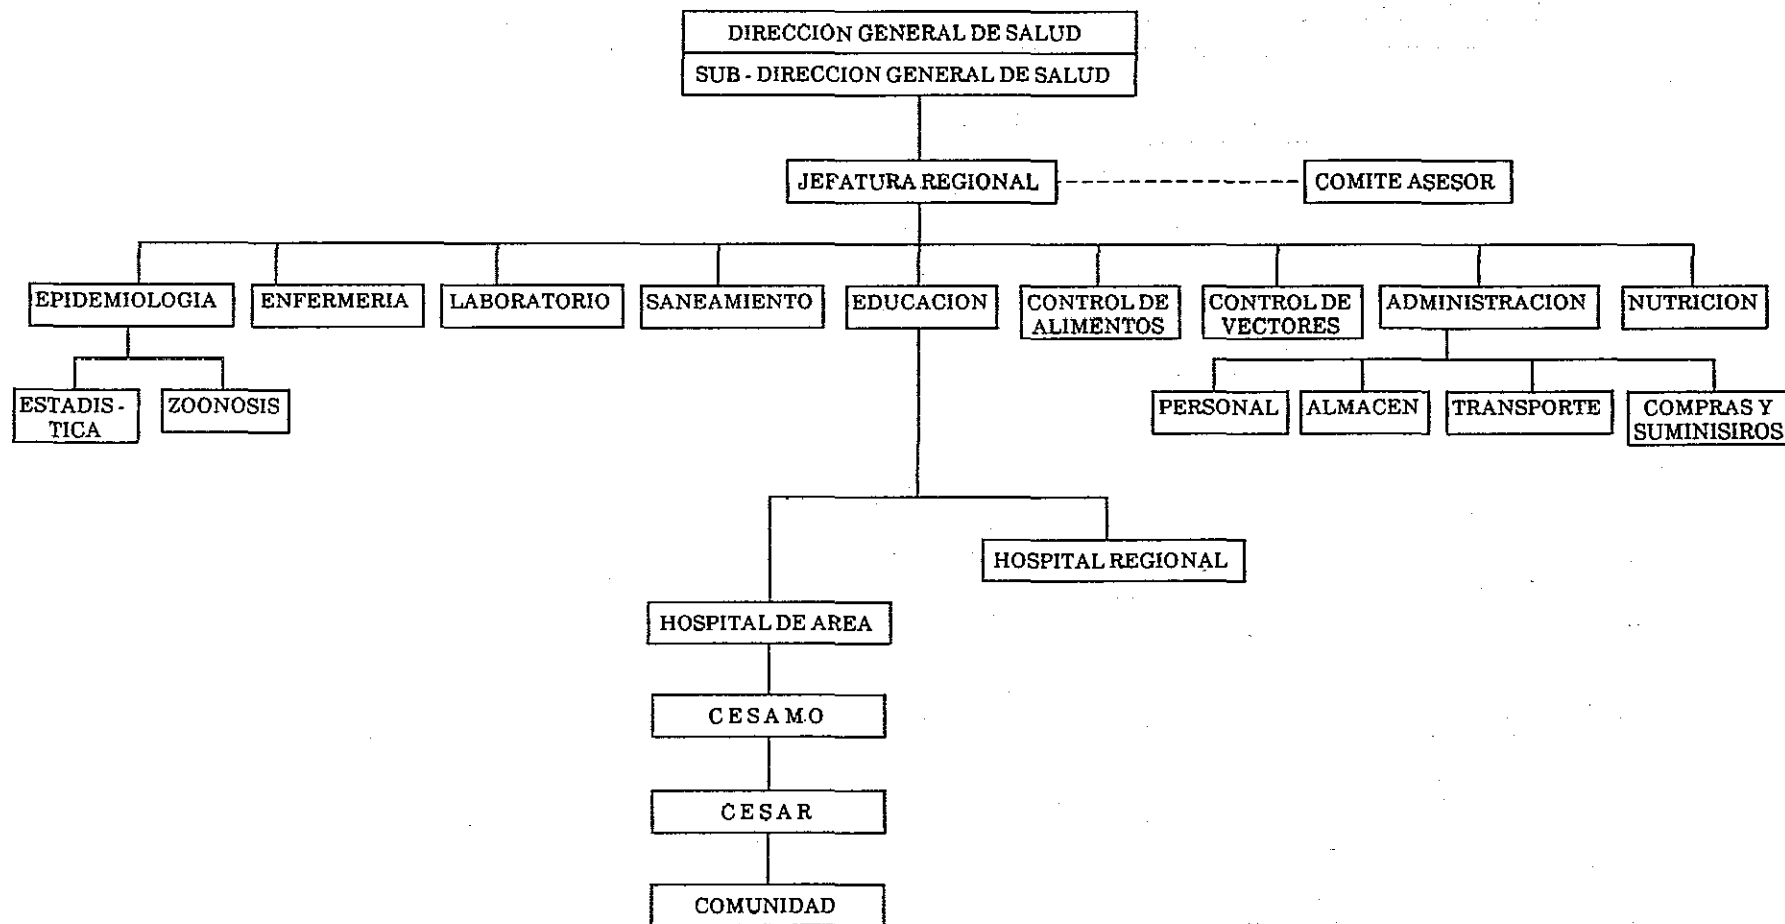 DIRECCION GENERAL DE SALUD
SUB - DIRECCION GENERAL DE SALUD
JEFATURA REGIONAL
COMITE ASESOR
EPIDEMIOLOGIA
ENFERMERIA
LABORATORIO
SANEAMIENTO
EDUCACION
CONTROL DE
ALIMENTOS
CONTROL DE
VECTORES
ADMINISTRACION
NUTRICION
ESTADIS -
TICA
ZOONOSIS
PERSONAL
ALMACEN
TRANSPORTE
COMPRAS Y
SUMINISIROS
HOSPITAL REGIONAL
HOSPITAL DE AREA
CESAMO
CESAR
COMUNIDAD